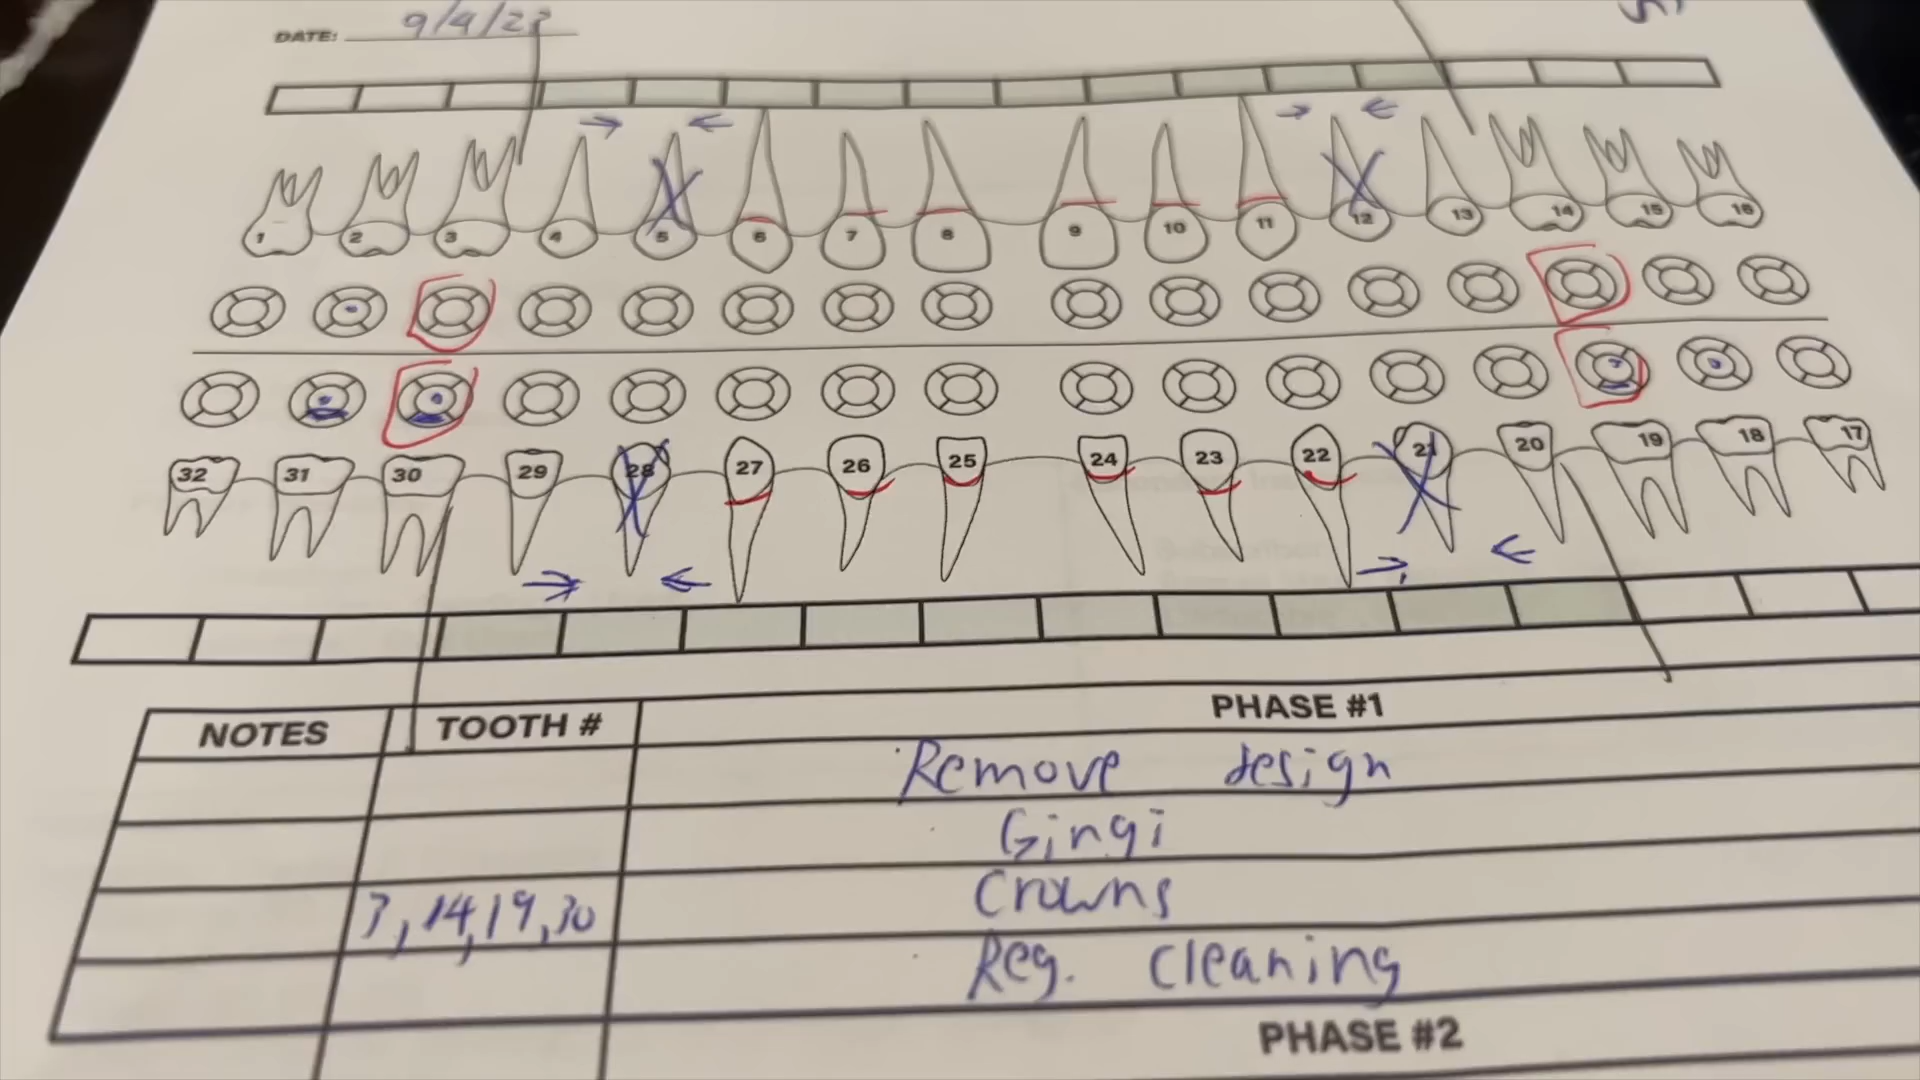 DATE: 9/9/23
1 2 3 4 5 6 7 8 9 10 11 12 13 14 15 16
32 31 30 29 28 27 26 25 24 23 22 21 20 19 18 17
NOTES TOOTH # PHASE #1
Remove design
Gingi
3, 14, 19, 30 Crowns
Reg. cleaning
PHASE #2